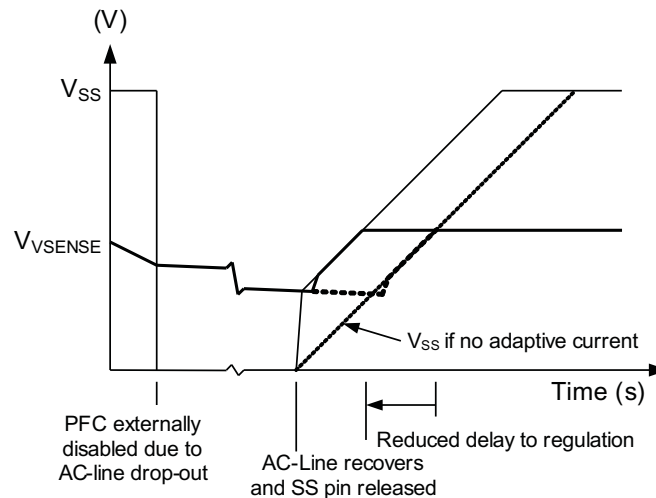 (V)
VSS
VVSENSE
VSS if no adaptive current
Time (s)
PFC externally
disabled due to
AC-line drop-out
AC-Line recovers
and SS pin released
Reduced delay to regulation